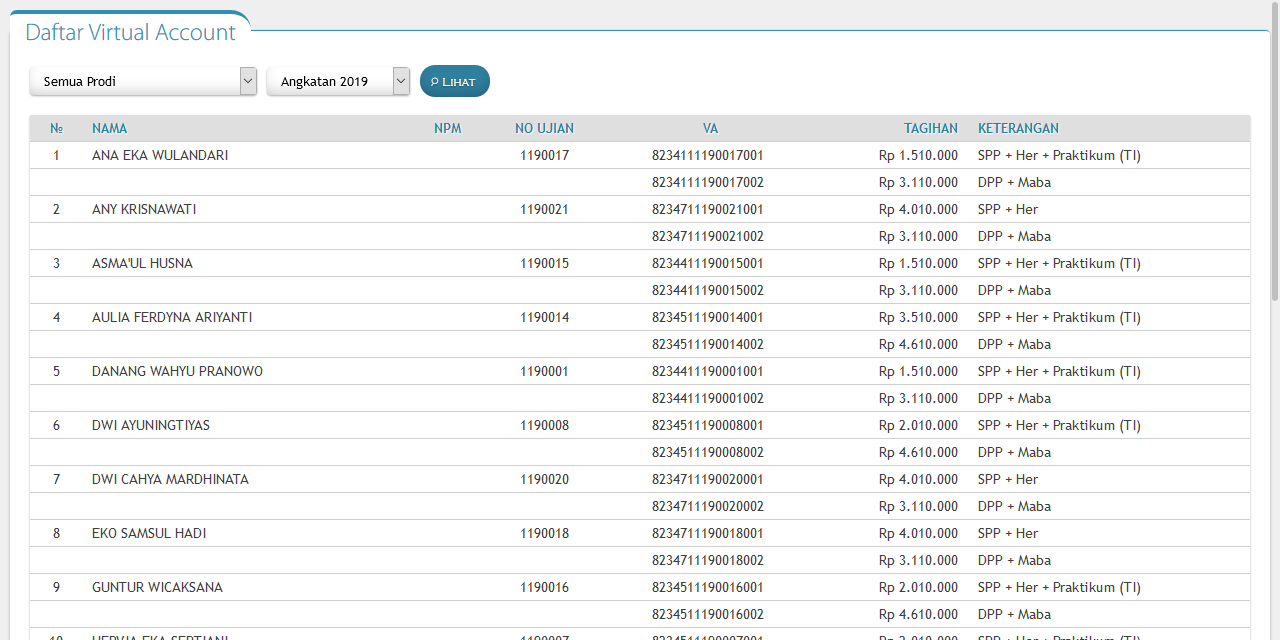 Daftar Virtual Account
Semua Prodi Angkatan 2019 LIHAT
№ NAMA NPM NO UJIAN VA TAGIHAN KETERANGAN
1 ANA EKA WULANDARI 1190017 8234111190017001 Rp 1.510.000 SPP + Her + Praktikum (TI)
8234111190017002 Rp 3.110.000 DPP + Maba
2 ANY KRISNAWATI 1190021 8234711190021001 Rp 4.010.000 SPP + Her
8234711190021002 Rp 3.110.000 DPP + Maba
3 ASMA'UL HUSNA 1190015 8234411190015001 Rp 1.510.000 SPP + Her + Praktikum (TI)
8234411190015002 Rp 3.110.000 DPP + Maba
4 AULIA FERDYNA ARIYANTI 1190014 8234511190014001 Rp 3.510.000 SPP + Her + Praktikum (TI)
8234511190014002 Rp 4.610.000 DPP + Maba
5 DANANG WAHYU PRANOWO 1190001 8234411190001001 Rp 1.510.000 SPP + Her + Praktikum (TI)
8234411190001002 Rp 3.110.000 DPP + Maba
6 DWI AYUNINGTIYAS 1190008 8234511190008001 Rp 2.010.000 SPP + Her + Praktikum (TI)
8234511190008002 Rp 4.610.000 DPP + Maba
7 DWI CAHYA MARDHINATA 1190020 8234711190020001 Rp 4.010.000 SPP + Her
8234711190020002 Rp 3.110.000 DPP + Maba
8 EKO SAMSUL HADI 1190018 8234711190018001 Rp 4.010.000 SPP + Her
8234711190018002 Rp 3.110.000 DPP + Maba
9 GUNTUR WICAKSANA 1190016 8234511190016001 Rp 2.010.000 SPP + Her + Praktikum (TI)
8234511190016002 Rp 4.610.000 DPP + Maba